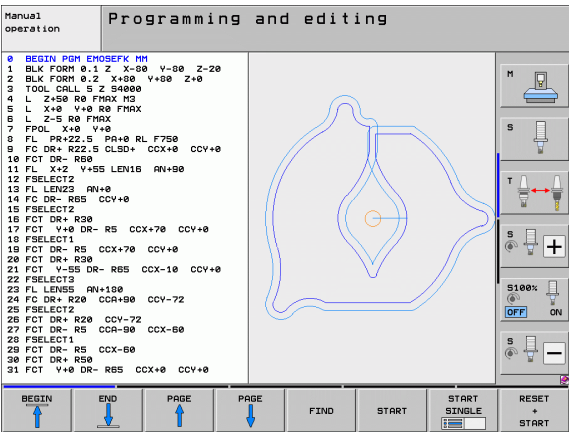 Manual
operation
Programming and editing
0 BEGIN PGM EMOSEFK MM
1 BLK FORM 0.1 Z X-80 Y-80 Z-20
2 BLK FORM 0.2 X+80 Y+80 Z+0
3 TOOL CALL 5 Z S4000
4 L Z+50 R0 FMAX M3
5 L X+0 Y+0 R0 FMAX
6 L Z-5 R0 FMAX
7 FPOL X+0 Y+0
8 FL PR+22.5 PA+0 RL F750
9 FC DR+ R22.5 CLSD+ CCX+0 CCY+0
10 FCT DR- R60
11 FL X+2 Y+55 LEN16 AN+90
12 FSELECT2
13 FL LEN23 AN+0
14 FC DR- R65 CCY+0
15 FSELECT2
16 FCT DR+ R30
17 FCT Y+0 DR- R5 CCX+70 CCY+0
18 FSELECT1
19 FCT DR- R5 CCX+70 CCY+0
20 FCT DR+ R30
21 FCT Y-55 DR- R65 CCX-10 CCY+0
22 FSELECT3
23 FL LEN55 AN+180
24 FC DR+ R20 CCA+90 CCY-72
25 FSELECT2
26 FCT DR+ R20 CCY-72
27 FCT DR- R5 CCA-90 CCX-60
28 FSELECT1
29 FCT DR- R5 CCX-60
30 FCT DR+ R50
31 FCT Y+0 DR- R65 CCX+0 CCY+0
M
S
T
S
S100%
OFF ON
S
BEGIN
END
PAGE
PAGE
FIND
START
START
SINGLE
RESET
+
START